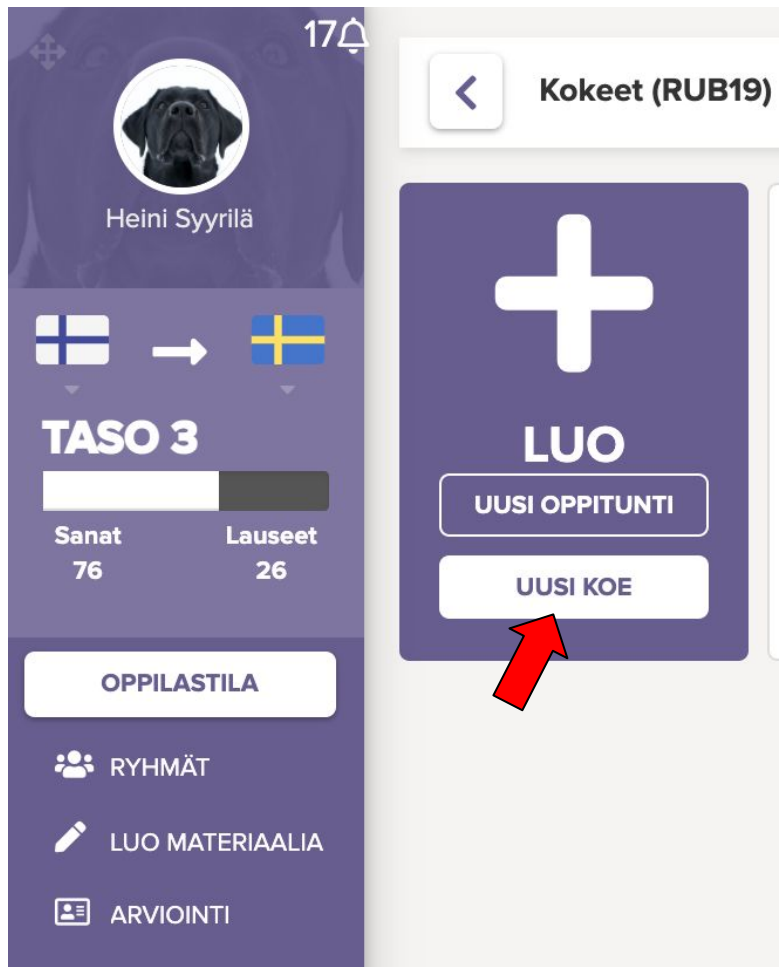 17
Heini Syyrilä
TASO 3
Sanat Lauseet
76 26
OPPILASTILA
RYHMÄT
LUO MATERIAALIA
ARVIOINTI
Kokeet (RUB19)
LUO
UUSI OPPITUNTI
UUSI KOE